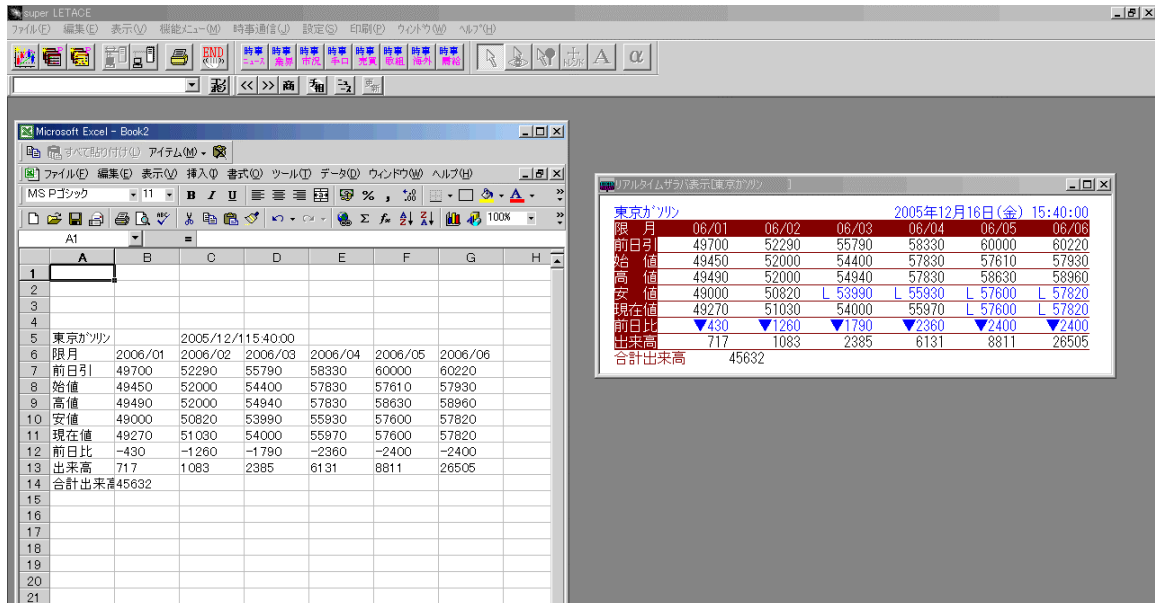 super LETACE
ファイル(F) 編集(E) 表示(V) 機能メニュー(M) 時事通信(J) 設定(S) 印刷(P) ウィンドウ(W) ヘルプ(H)
END 時事ニュース 時事業界 時事市況 時事手口 時事売買 時事取組 時事海外 時事需給 A α
<< >> 商
Microsoft Excel - Book2
すべて貼り付け(L) アイテム(M)
ファイル(F) 編集(E) 表示(V) 挿入(I) 書式(O) ツール(T) データ(D) ウィンドウ(W) ヘルプ(H)
MS Pゴシック 11 B I U % ,
100%
A1 =
A B C D E F G H
1
2
3
4
5 東京ガソリン 2005/12/1 15:40:00
6 限月 2006/01 2006/02 2006/03 2006/04 2006/05 2006/06
7 前日引 49700 52290 55790 58330 60000 60220
8 始値 49450 52000 54400 57830 57610 57930
9 高値 49490 52000 54940 57830 58630 58960
10 安値 49000 50820 53990 55930 57600 57820
11 現在値 49270 51030 54000 55970 57600 57820
12 前日比 -430 -1260 -1790 -2360 -2400 -2400
13 出来高 717 1083 2385 6131 8811 26505
14 合計出来高 45632
15
16
17
18
19
20
21
リアルタイムザラバ表示[東京ガソリン ]
東京ガソリン 2005年12月16日(金) 15:40:00
限 月 06/01 06/02 06/03 06/04 06/05 06/06
前日引 49700 52290 55790 58330 60000 60220
始 値 49450 52000 54400 57830 57610 57930
高 値 49490 52000 54940 57830 58630 58960
安 値 49000 50820 L 53990 L 55930 L 57600 L 57820
現在値 49270 51030 54000 55970 L 57600 L 57820
前日比 ▼430 ▼1260 ▼1790 ▼2360 ▼2400 ▼2400
出来高 717 1083 2385 6131 8811 26505
合計出来高 45632